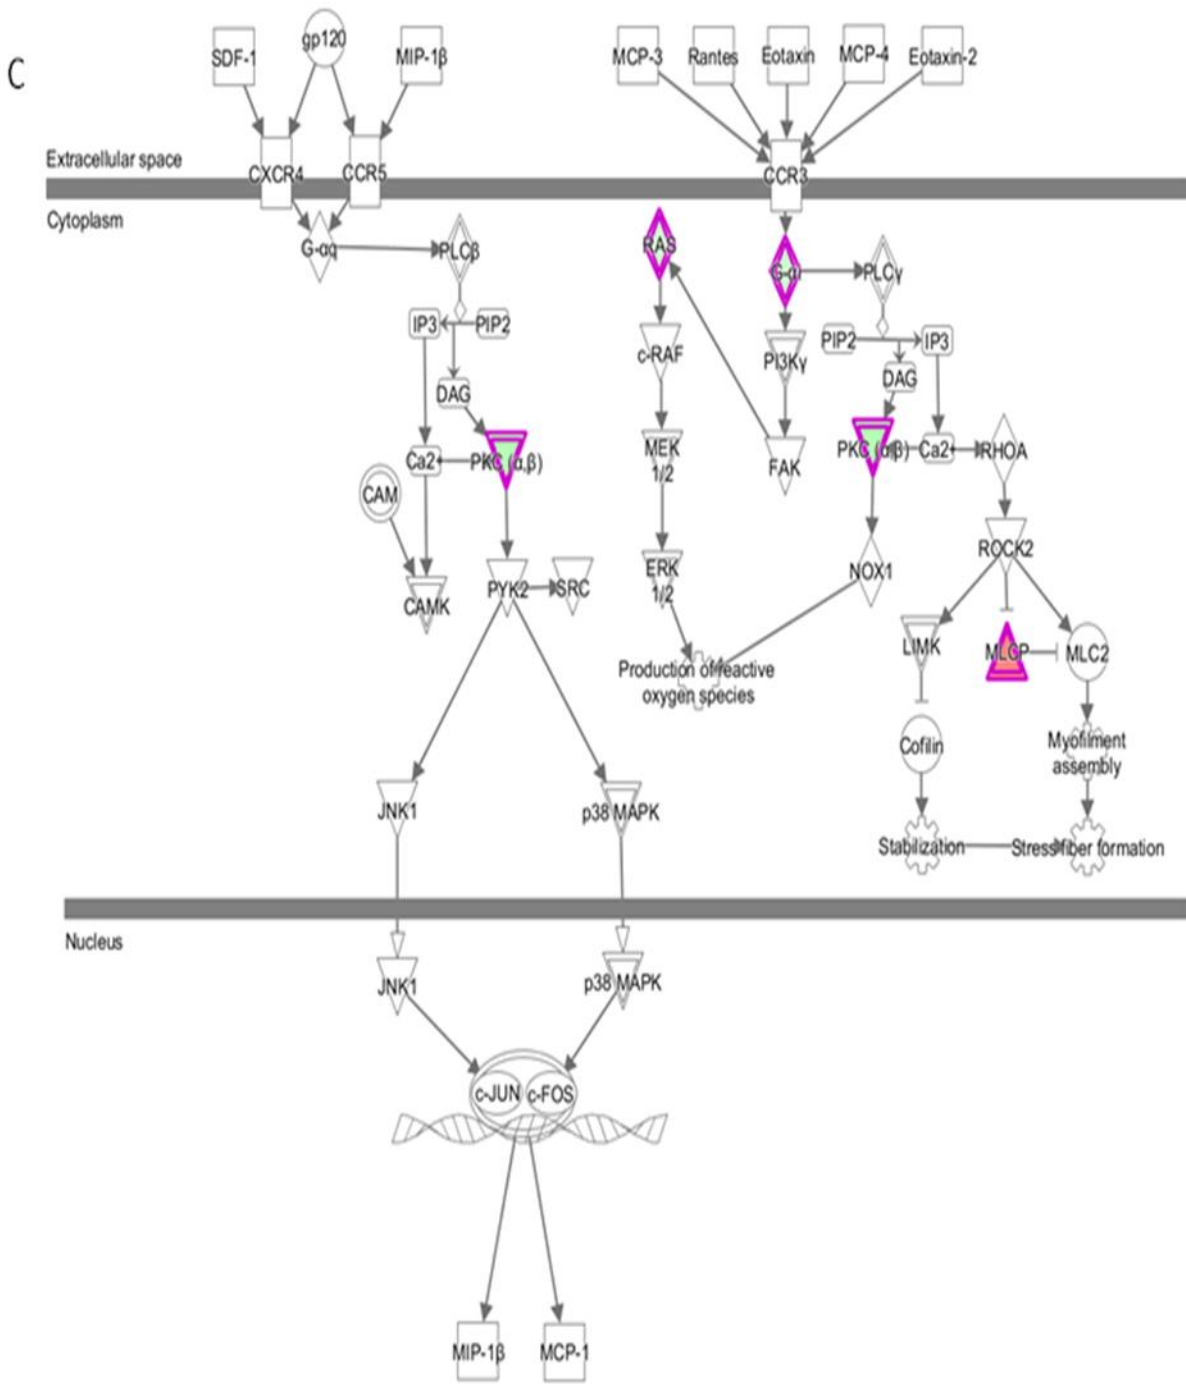 C
SDF-1
gp120
MIP-1β
MCP-3
Rantes
Eotaxin
MCP-4
Eotaxin-2
Extracellular space
CXCR4
CCR5
CCR3
Cytoplasm
G-αq
PLCβ
RAS
G-αi
PLCγ
IP3
PIP2
c-RAF
PI3Kγ
PIP2
IP3
DAG
DAG
Ca2+
PKC (α,β)
MEK
1/2
FAK
PKC (α,β)
Ca2+
RHOA
CAM
CAMK
PYK2
SRC
ERK
1/2
NOX1
ROCK2
LIMK
MLCP
MLC2
Production of reactive
oxygen species
Cofilin
Myofilment
assembly
JNK1
p38 MAPK
Stabilization
Stress fiber formation
Nucleus
JNK1
p38 MAPK
c-JUN
c-FOS
MIP-1β
MCP-1